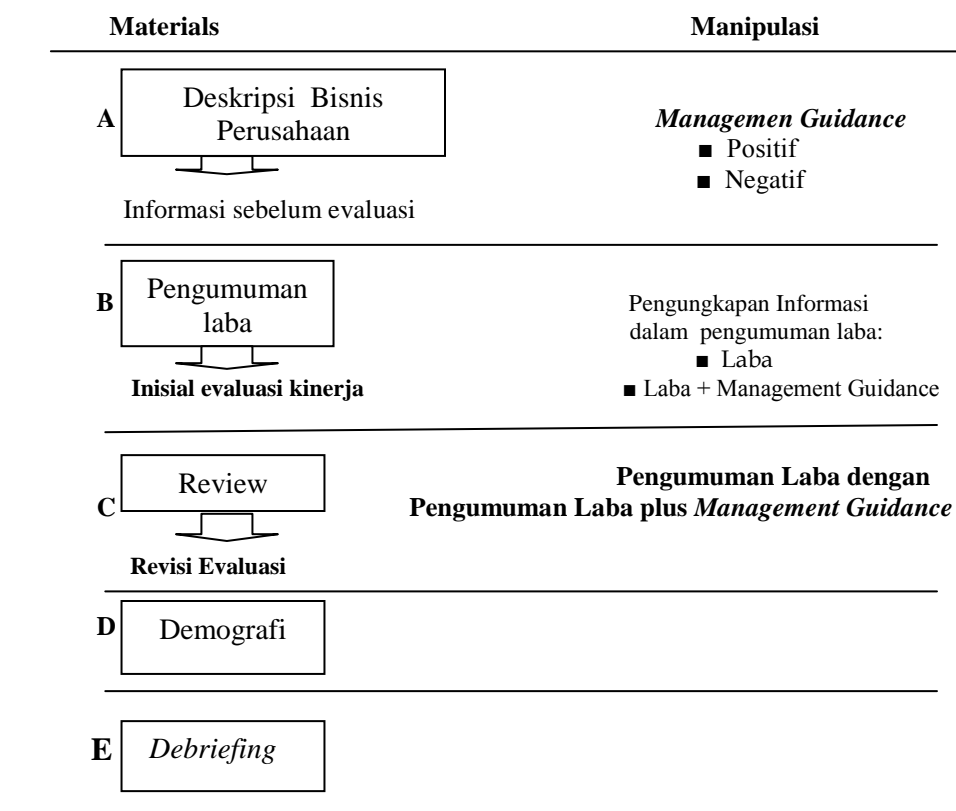 Materials Manipulasi
A Deskripsi Bisnis
Perusahaan
Managemen Guidance
■ Positif
■ Negatif
Informasi sebelum evaluasi
B Pengumuman
laba
Pengungkapan Informasi
dalam pengumuman laba:
■ Laba
■ Laba + Management Guidance
Inisial evaluasi kinerja
C Review
Pengumuman Laba dengan
Pengumuman Laba plus Management Guidance
Revisi Evaluasi
D Demografi
E Debriefing